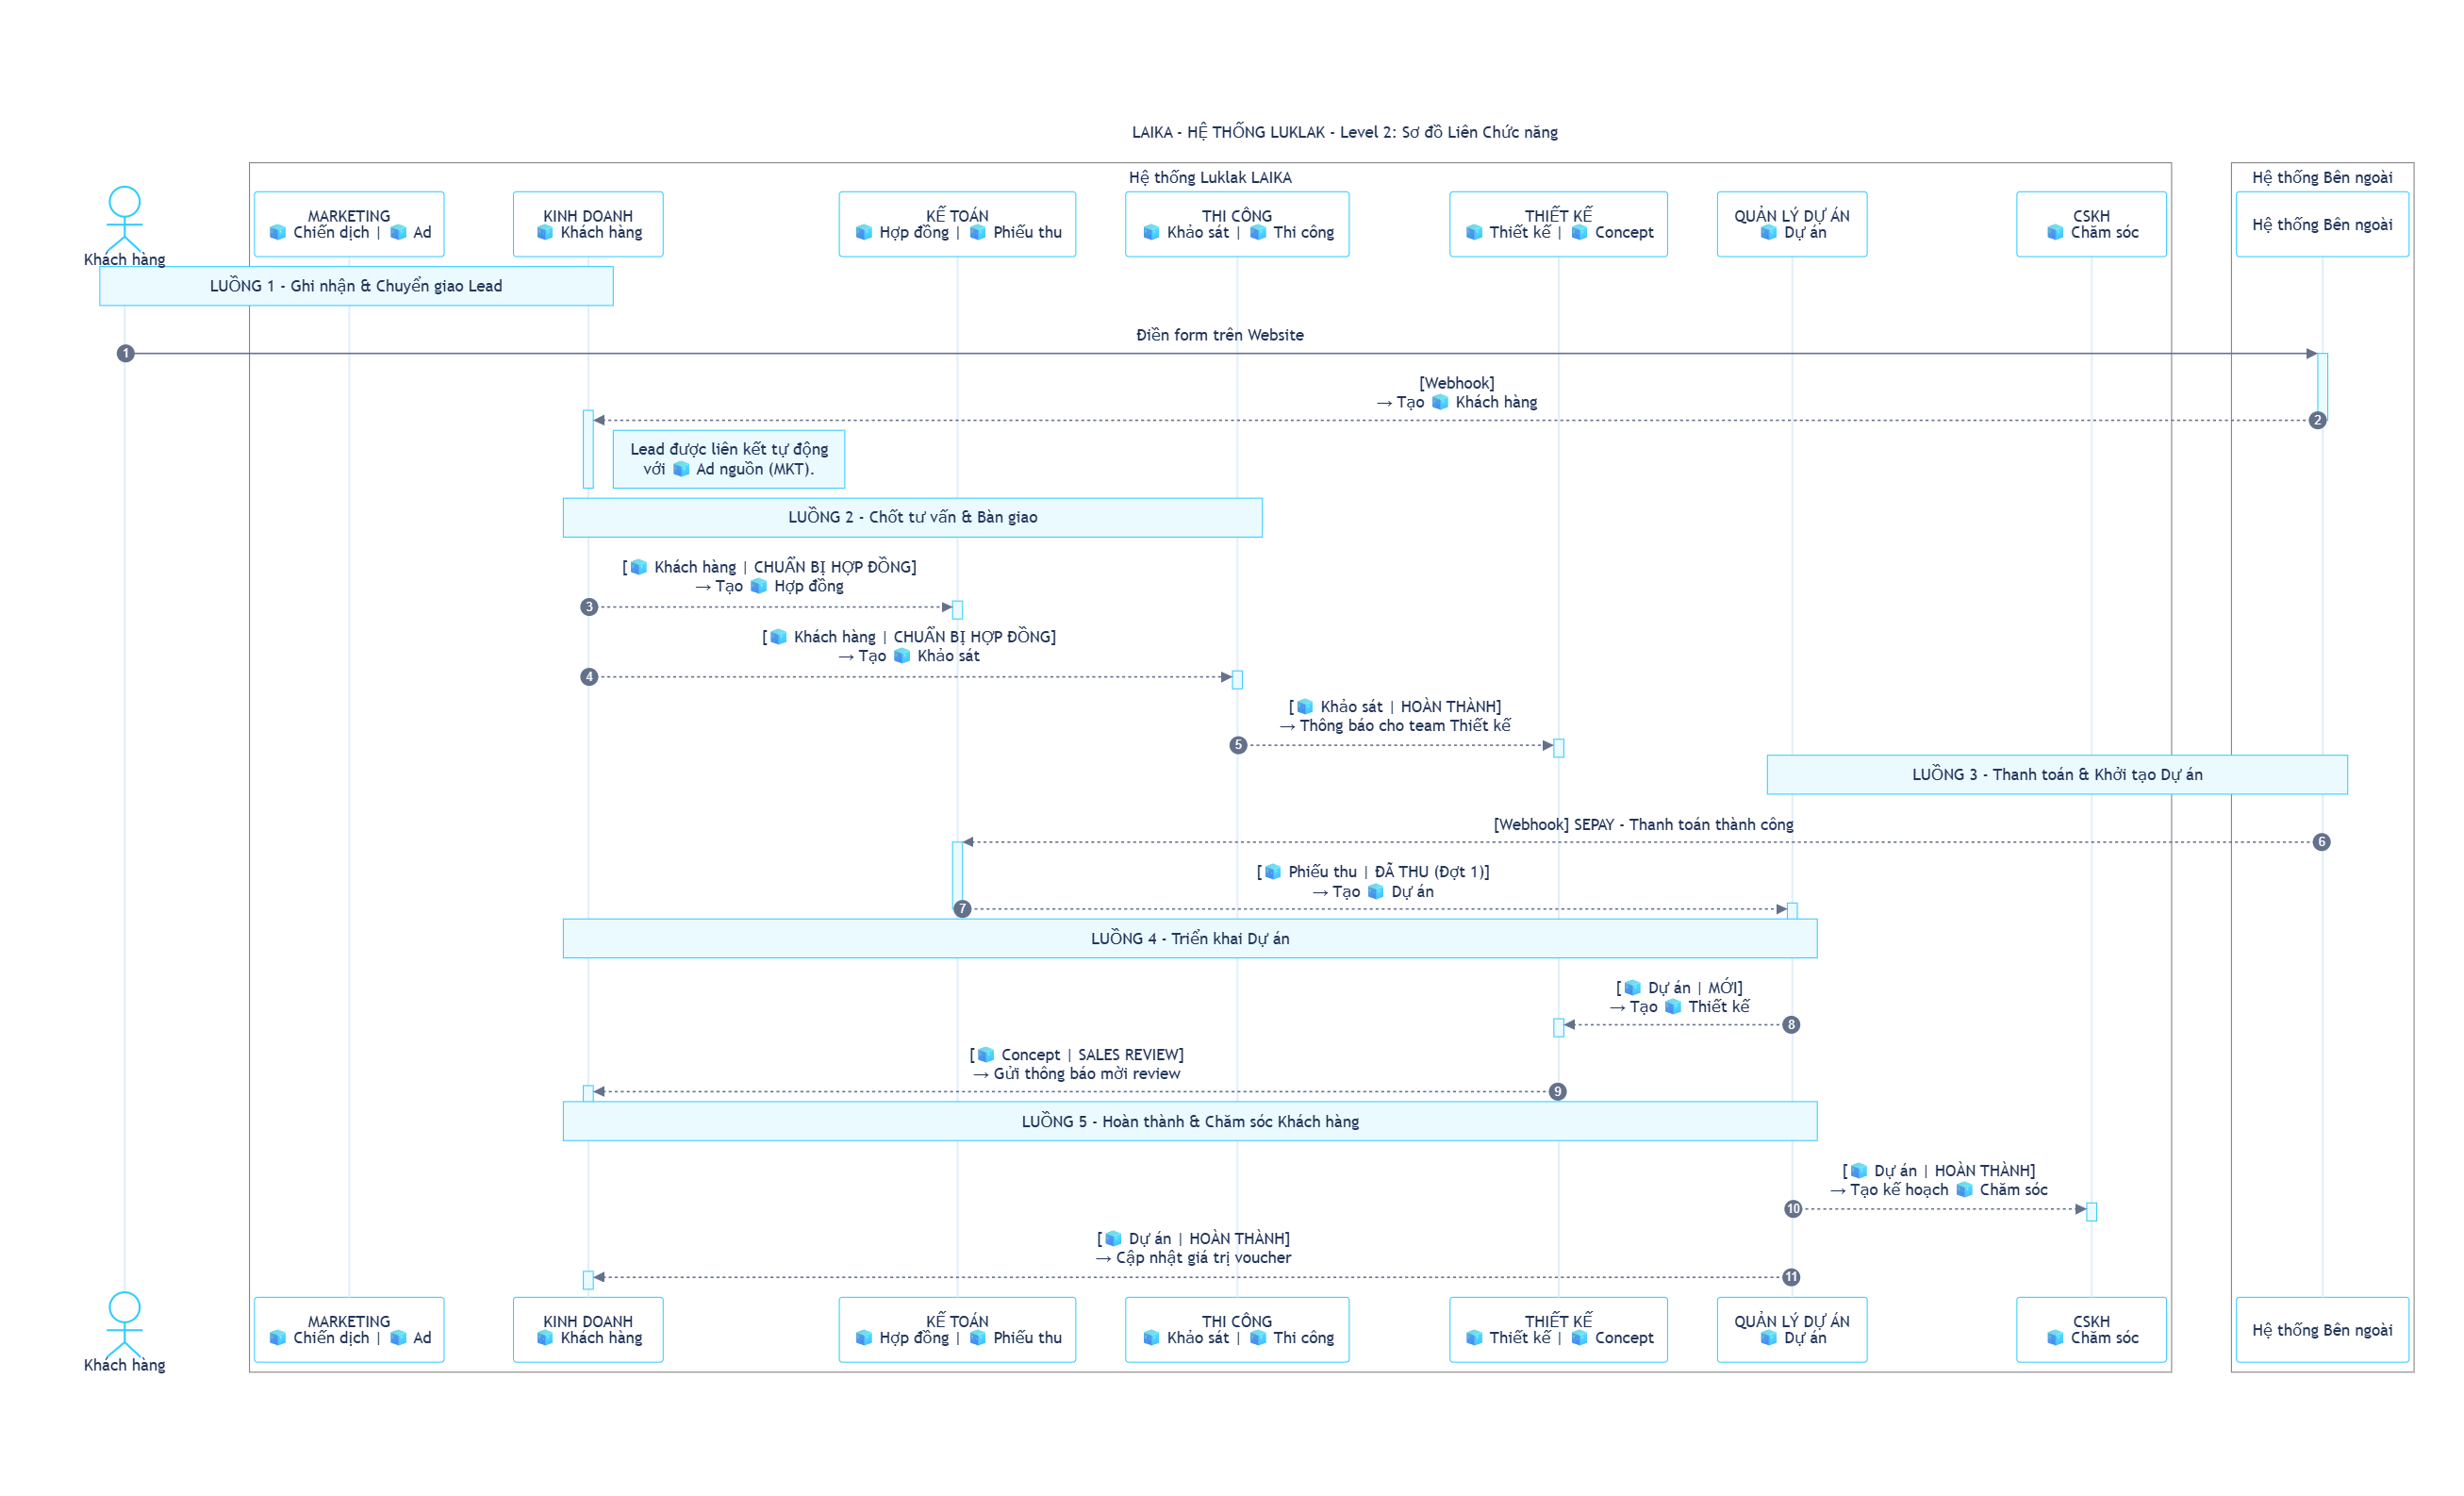 LAIKA - HỆ THỐNG LUKLAK - Level 2: Sơ đồ Liên Chức năng
Hệ thống Luklak LAIKA
Hệ thống Bên ngoài
Khách hàng
MARKETING
Chiến dịch | Ad
KINH DOANH
Khách hàng
KẾ TOÁN
Hợp đồng | Phiếu thu
THI CÔNG
Khảo sát | Thi công
THIẾT KẾ
Thiết kế | Concept
QUẢN LÝ DỰ ÁN
Dự án
CSKH
Chăm sóc
Hệ thống Bên ngoài
LUỒNG 1 - Ghi nhận & Chuyển giao Lead
Điền form trên Website
1
[Webhook]
→ Tạo Khách hàng
2
Lead được liên kết tự động
với Ad nguồn (MKT).
LUỒNG 2 - Chốt tư vấn & Bàn giao
[ Khách hàng | CHUẨN BỊ HỢP ĐỒNG]
→ Tạo Hợp đồng
3
[ Khách hàng | CHUẨN BỊ HỢP ĐỒNG]
→ Tạo Khảo sát
4
[ Khảo sát | HOÀN THÀNH]
→ Thông báo cho team Thiết kế
5
LUỒNG 3 - Thanh toán & Khởi tạo Dự án
[Webhook] SEPAY - Thanh toán thành công
6
[ Phiếu thu | ĐÃ THU (Đợt 1)]
→ Tạo Dự án
7
LUỒNG 4 - Triển khai Dự án
[ Dự án | MỚI]
→ Tạo Thiết kế
8
[ Concept | SALES REVIEW]
→ Gửi thông báo mời review
9
LUỒNG 5 - Hoàn thành & Chăm sóc Khách hàng
[ Dự án | HOÀN THÀNH]
→ Tạo kế hoạch Chăm sóc
10
[ Dự án | HOÀN THÀNH]
→ Cập nhật giá trị voucher
11
Khách hàng
MARKETING
Chiến dịch | Ad
KINH DOANH
Khách hàng
KẾ TOÁN
Hợp đồng | Phiếu thu
THI CÔNG
Khảo sát | Thi công
THIẾT KẾ
Thiết kế | Concept
QUẢN LÝ DỰ ÁN
Dự án
CSKH
Chăm sóc
Hệ thống Bên ngoài